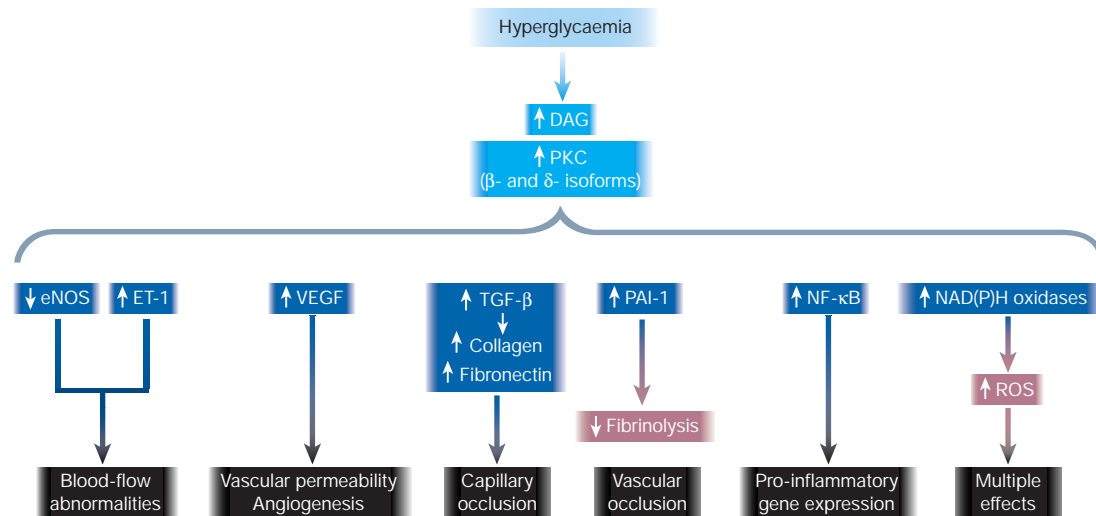 Hyperglycaemia
↑ DAG
↑ PKC
(β- and δ- isoforms)
↓ eNOS
↑ ET-1
↑ VEGF
↑ TGF-β
↑ Collagen
↑ Fibronectin
↑ PAI-1
↑ NF-κB
↑ NAD(P)H oxidases
↑ ROS
↓ Fibrinolysis
Blood-flow
abnormalities
Vascular permeability
Angiogenesis
Capillary
occlusion
Vascular
occlusion
Pro-inflammatory
gene expression
Multiple
effects